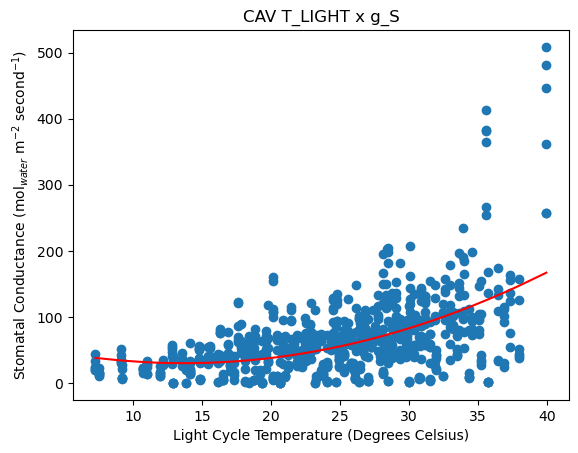 CAV T_LIGHT x g_S
Stomatal Conductance (mol_water m⁻² second⁻¹)
500
400
300
200
100
0
10 15 20 25 30 35 40
Light Cycle Temperature (Degrees Celsius)